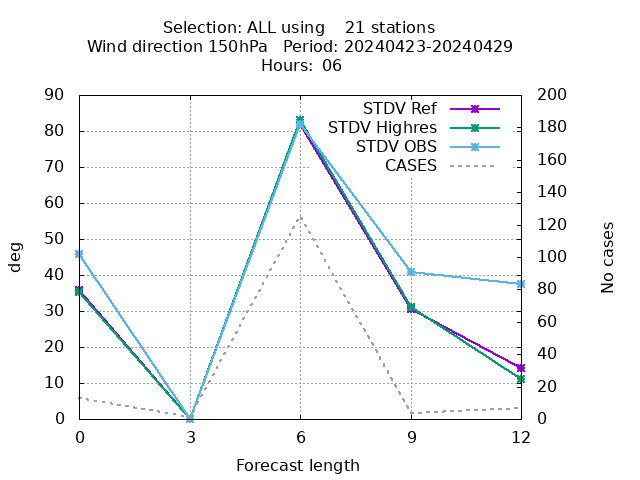 Selection: ALL using 21 stations
Wind direction 150hPa Period: 20240423-20240429
Hours: 06
STDV Ref
STDV Highres
STDV OBS
CASES
deg
90
80
70
60
50
40
30
20
10
0
No cases
200
180
160
140
120
100
80
60
40
20
0
0 3 6 9 12
Forecast length